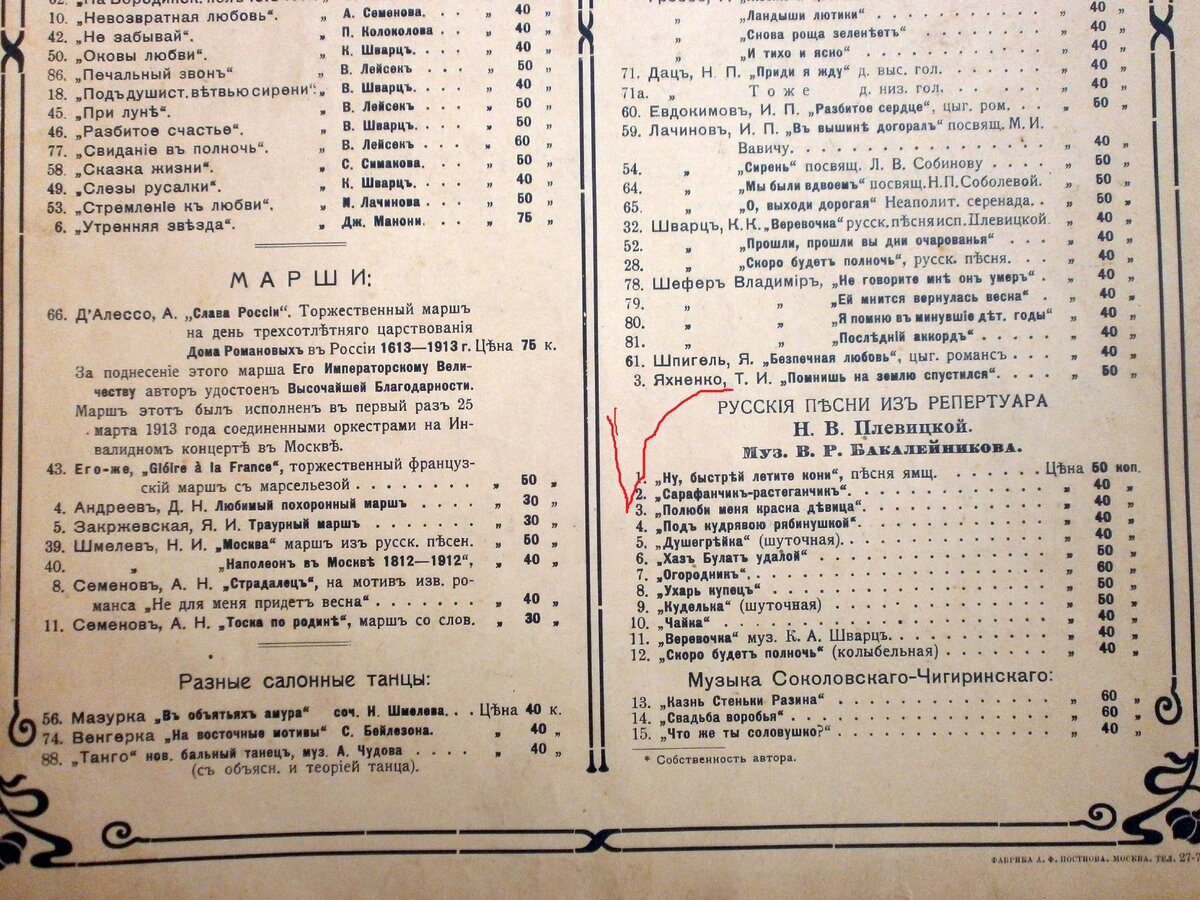 10. „Невозвратная любовь“. „ А. Семенова. 40 „
42. „Не забывай“. „ П. Колоколова . . 40 „
50. „Оковы любви“. „ К. Шварцъ. . . . 40 „
86. „Печальный звонъ“ „ В. Лейсекъ . . . 50 „
18. „Подъ душист. вѣтвью сирени“. „ В. Шварцъ. . . . 40 „
45. „При лунѣ“. „ В. Лейсекъ . . . 50 „
46. „Разбитое счастье“. „ В. Шварцъ. . . . 50 „
77. „Свиданіе въ полночь“. „ В. Лейсекъ . . . 60 „
58. „Сказка жизни“. „ С. Симакова. . . 50 „
49. „Слезы русалки“. „ К. Шварцъ. . . . 40 „
53. „Стремленіе къ любви“. „ И. Лачинова . . 50 „
6. „Утренняя звѣзда“. „ Дж. Манони. . . 75 „
МАРШИ:
66. Д’Алессо, А. „Слава Россіи“. Торжественный маршъ
на день трехсотлѣтняго царствованія
Дома Романовыхъ въ Россіи 1613—1913 г. Цѣна 75 к.
За поднесеніе этого марша Его Императорскому Вели-
честву авторъ удостоенъ Высочайшей Благодарности.
Маршъ этотъ былъ исполненъ въ первый разъ 25
марта 1913 года соединенными оркестрами на Ин-
валидномъ концертѣ въ Москвѣ.
43. Его-же, „Glóire à la France“, торжественный француз-
скій маршъ съ марсельезой . . . . . . . . „ 50 „
4. Андреевъ, Д. Н. Любимый похоронный маршъ . . . „ 30 „
5. Закржевская, Я. И. Траурный маршъ . . . . . . „ 30 „
39. Шмелевъ, Н. И. „Москва“ маршъ изъ русск. пѣсен. „ 50 „
40. „ „ „Наполеонъ въ Москвѣ 1812—1912“, „ 40 „
8. Семеновъ, А. Н. „Страдалецъ“, на мотивъ изв. ро-
манса „Не для меня придетъ весна“ . . . . . . . „ 40 „
11. Семеновъ, А. Н. „Тоска по родинѣ“, маршъ со слов. „ 30 „
Разные салонные танцы:
56. Мазурка „Въ объятьяхъ амура“ соч. И. Шмелева. . . Цѣна 40 к.
74. Венгерка „На восточные мотивы“ С. Бейлезона. „ 40 „
88. „Танго“ нов. бальный танецъ, муз. А. Чудова . . . . „ 40 „
(съ объясн. и теоріей танца).
„ „Ландыши лютики“ . . . „ 40 „
„ „Снова роща зеленѣетъ“ . . . „ 40 „
„ „И тихо и ясно“ . . . „ 40 „
71. Дацъ, Н. П. „Приди я жду“ д. выс. гол. . . . „ 40 „
71а. „ Тоже д. низ. гол. . . . „ 40 „
60. Евдокимовъ, И. П. „Разбитое сердце“, цыг. ром. . . . „ 50 „
59. Лачиновъ, И. П. „Въ вышинѣ догоралъ“ посвящ. М. И.
Вавичу. . . . „ 40 „
54. „ „Сирень“ посвящ. Л. В. Собинову . . . „ 50 „
64. „ „Мы были вдвоемъ“ посвящ. Н. П. Соболевой. „ 50 „
65. „ „О, выходи дорогая“ Неаполит. серенада. . „ 50 „
32. Шварцъ, К. К. „Веревочка“ русск. пѣсня исп. Плевицкой. „ 40 „
52. „ „Прошли, прошли вы дни очарованья“ . . . „ 40 „
28. „ „Скоро будетъ полночь“, русск. пѣсня. . . . „ 40 „
78. Шеферъ Владиміръ, „Не говорите мнѣ онъ умеръ“ . „ 40 „
79. „ „ „Ей мнится вернулась весна“ . „ 40 „
80. „ „ „Я помню въ минувшіе дѣт. годы“ „ 40 „
81. „ „ „Послѣдній аккордъ“ . . . . „ 40 „
61. Шпигель, Я. „Безпечная любовь“, цыг. романсъ . . . „ 40 „
3. Яхненко, Т. И. „Помнишь на землю спустился“. . . . „ 50 „
РУССКІЯ ПѢСНИ ИЗЪ РЕПЕРТУАРА
Н. В. Плевицкой.
Муз. В. Р. Бакалейникова.
1. „Ну, быстрѣй летите кони“, пѣсня ямщ. . . . Цѣна 50 коп.
2. „Сарафанчикъ-растеганчикъ“. . . . „ 40 „
3. „Полюби меня красна дѣвица“. . . . „ 40 „
4. „Подъ кудрявою рябинушкой“. . . . „ 40 „
5. „Душегрѣйка“ (шуточная). . . . „ 40 „
6. „Хазъ Булатъ удалой“ . . . „ 50 „
7. „Огородникъ“. . . . „ 60 „
8. „Ухарь купецъ“ . . . „ 50 „
9. „Куделька“ (шуточная) . . . „ 40 „
10. „Чайка“ . . . „ 40 „
11. „Веревочка“ муз. К. А. Шварцъ. . . . „ 40 „
12. „Скоро будетъ полночь“ (колыбельная) . . . „ 40 „
Музыка Соколовскаго-Чигиринскаго:
13. „Казнь Стеньки Разина“ . . . „ 60 „
14. „Свадьба воробья“ . . . „ 60 „
15. „Что же ты соловушко?“ . . . „ 40 „
* Собственность автора.
ФАБРИКА А. Ф. ПОСТНОВА. МОСКВА. ТЕЛ. 27-7